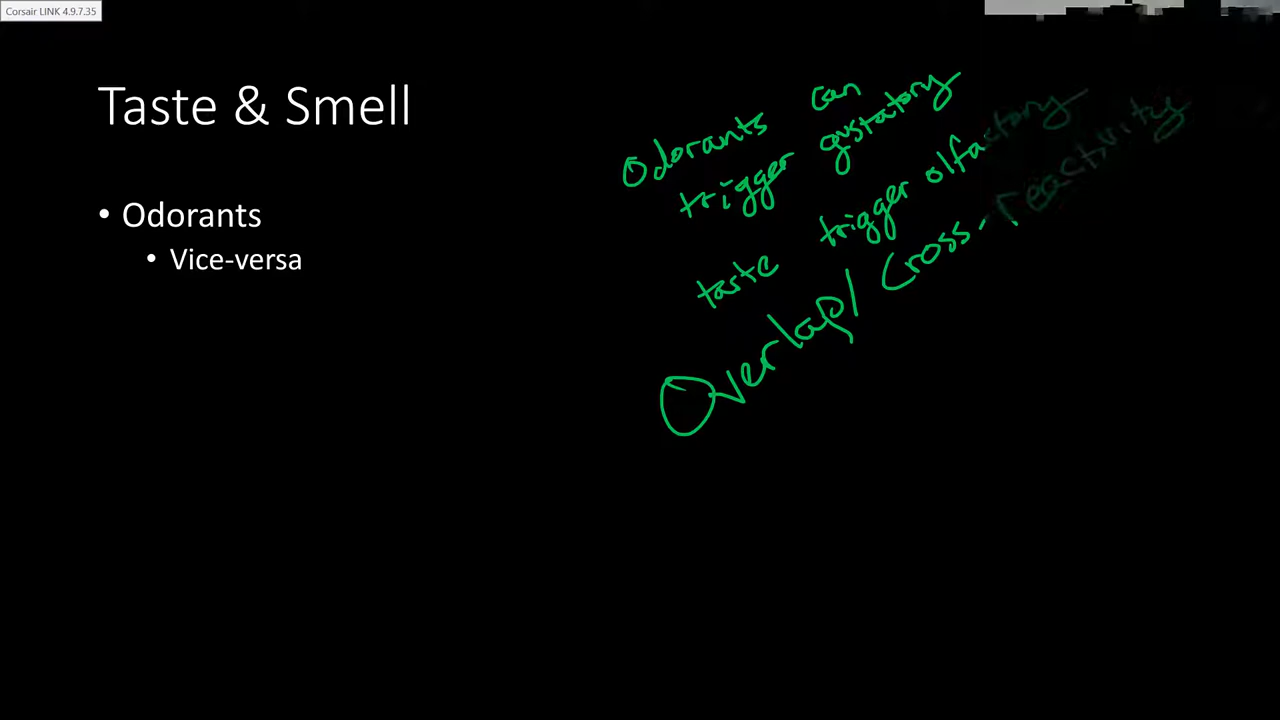 Corsair LINK 4.9.7.35
Taste & Smell
• Odorants
• Vice-versa
Odorants can
trigger gustatory
taste trigger olfactory
Overlap/Cross-reactivity